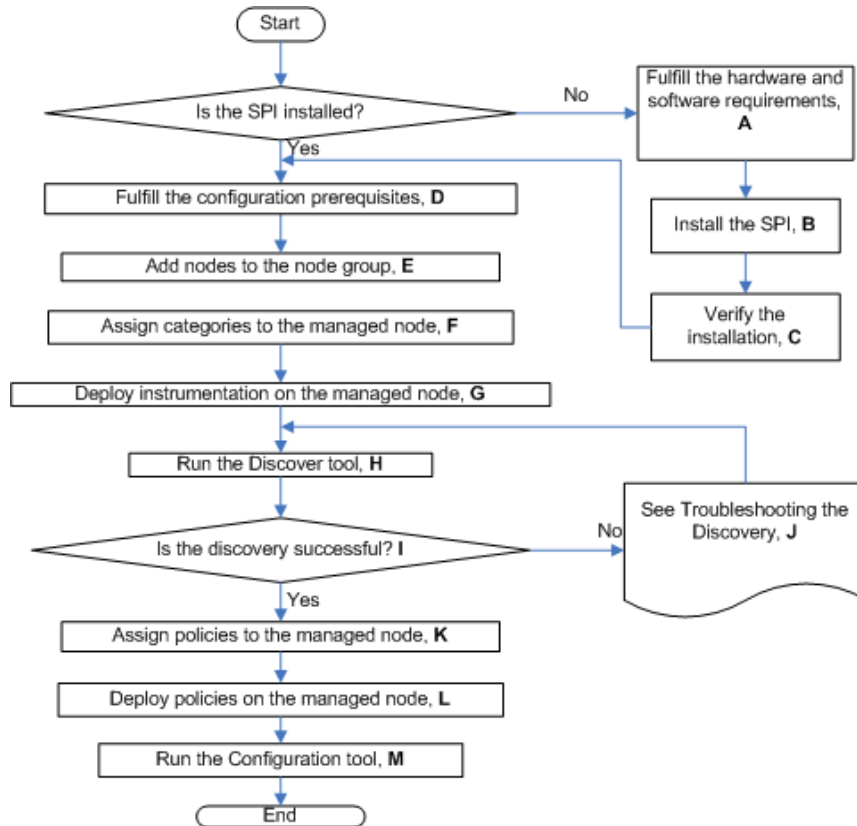 Start
Is the SPI installed?
No
Fulfill the hardware and
software requirements,
A
Yes
Fulfill the configuration prerequisites, D
Install the SPI, B
Add nodes to the node group, E
Verify the
installation, C
Assign categories to the managed node, F
Deploy instrumentation on the managed node, G
Run the Discover tool, H
See Troubleshooting the
Discovery, J
Is the discovery successful? I
No
Yes
Assign policies to the managed node, K
Deploy policies on the managed node, L
Run the Configuration tool, M
End